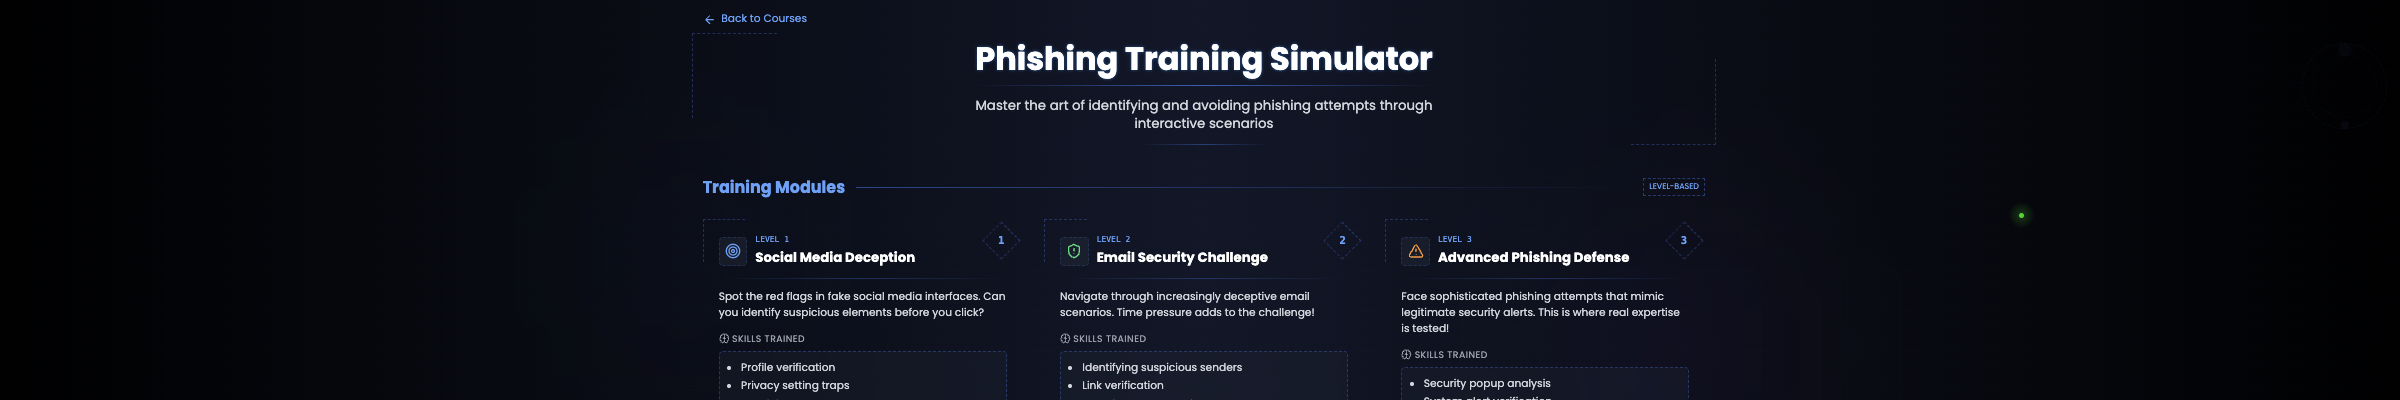 Back to Courses
Phishing Training Simulator
Master the art of identifying and avoiding phishing attempts through
interactive scenarios
Training Modules
LEVEL-BASED
LEVEL 1
Social Media Deception
1
Spot the red flags in fake social media interfaces. Can
you identify suspicious elements before you click?
SKILLS TRAINED
Profile verification
Privacy setting traps
LEVEL 2
Email Security Challenge
2
Navigate through increasingly deceptive email
scenarios. Time pressure adds to the challenge!
SKILLS TRAINED
Identifying suspicious senders
Link verification
LEVEL 3
Advanced Phishing Defense
3
Face sophisticated phishing attempts that mimic
legitimate security alerts. This is where real expertise
is tested!
SKILLS TRAINED
Security popup analysis
System alert verification